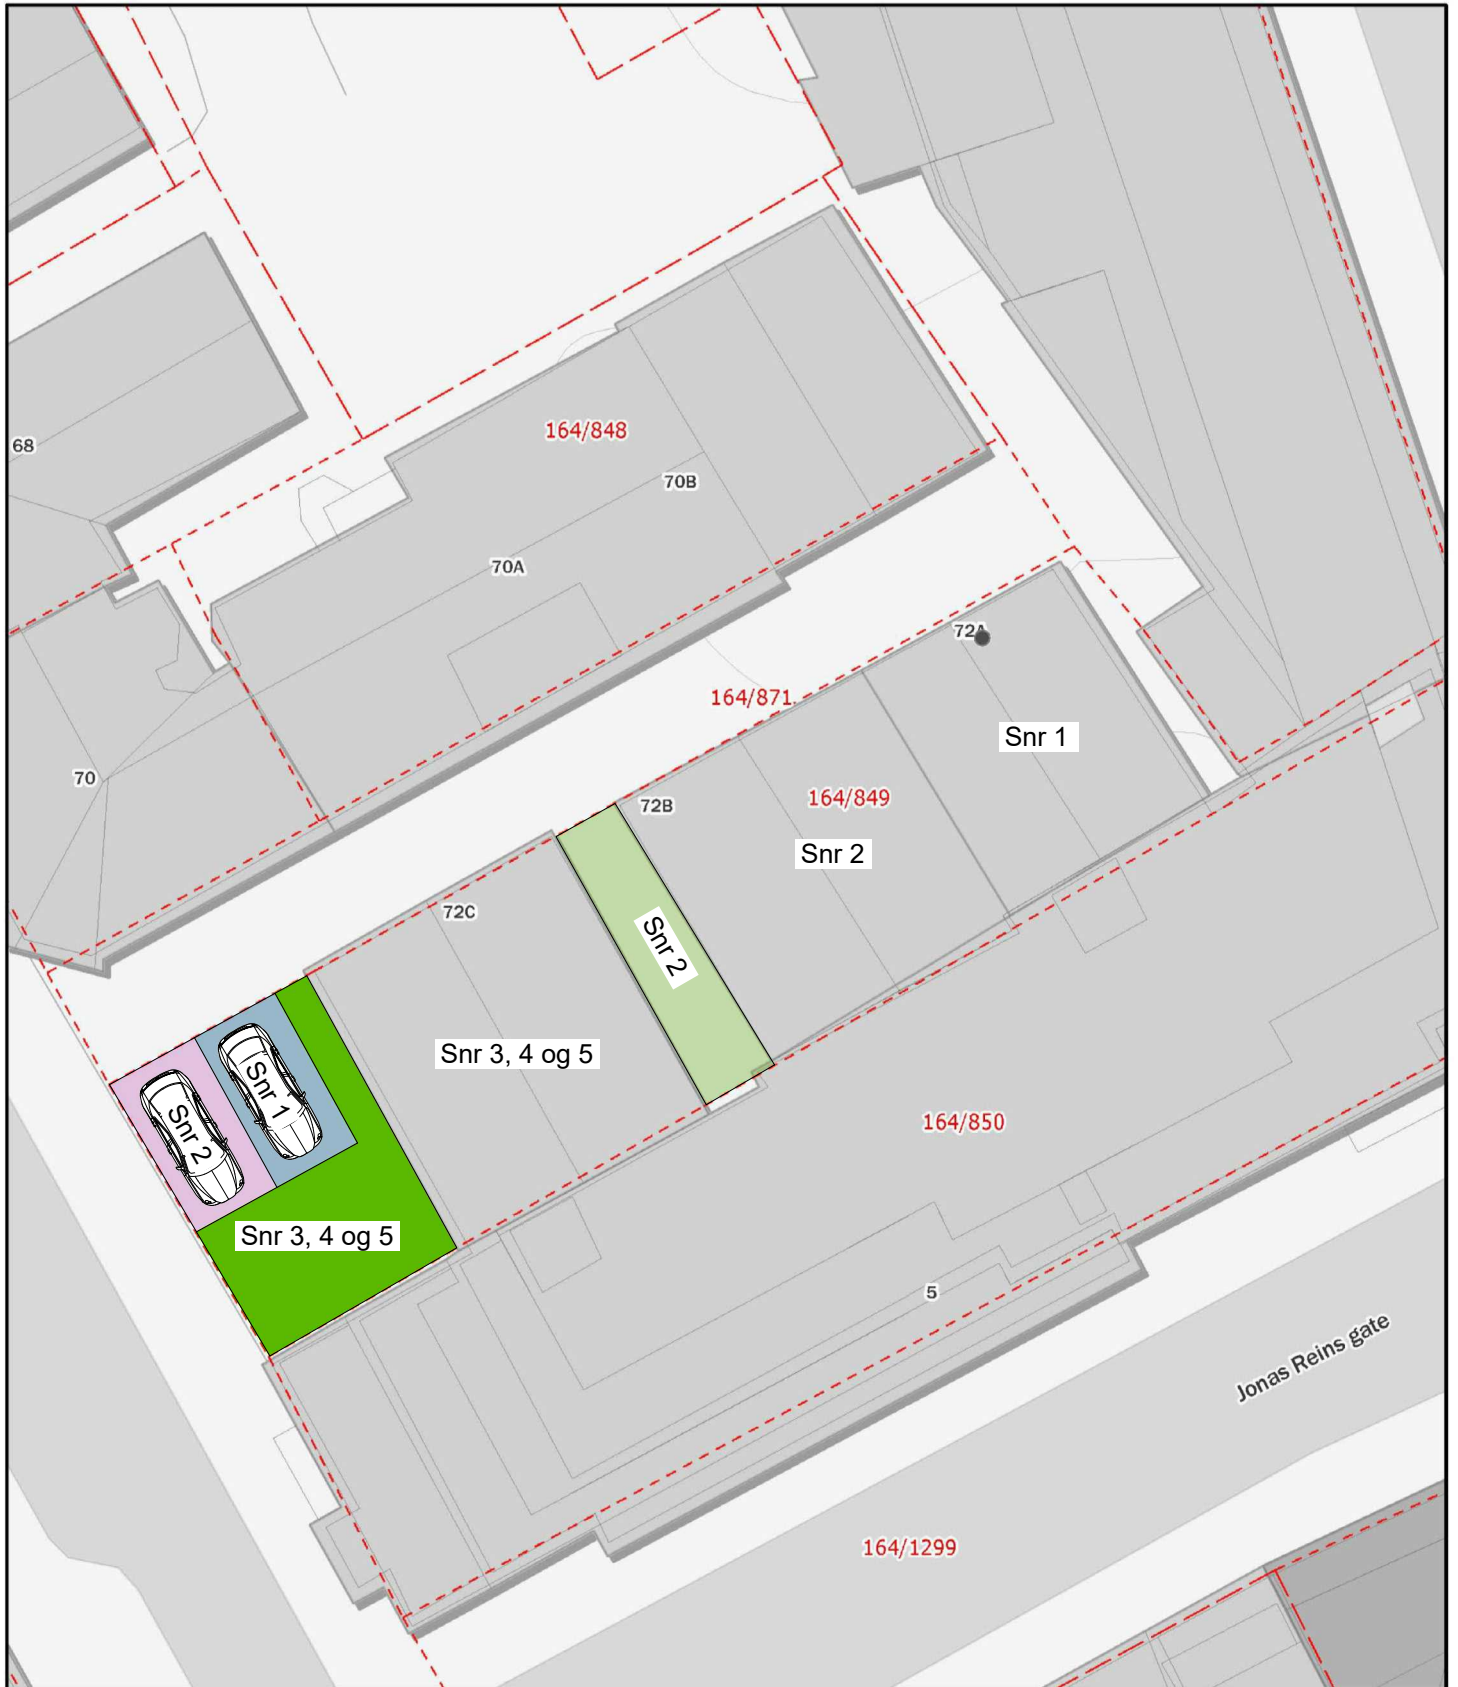 164/848
68
70B
70A
72A
164/871
Snr 1
70
164/849
72B
Snr 2
72C
Snr 2
Snr 3, 4 og 5
Snr 1
Snr 2
164/850
Snr 3, 4 og 5
5
Jonas Reins gate
164/1299